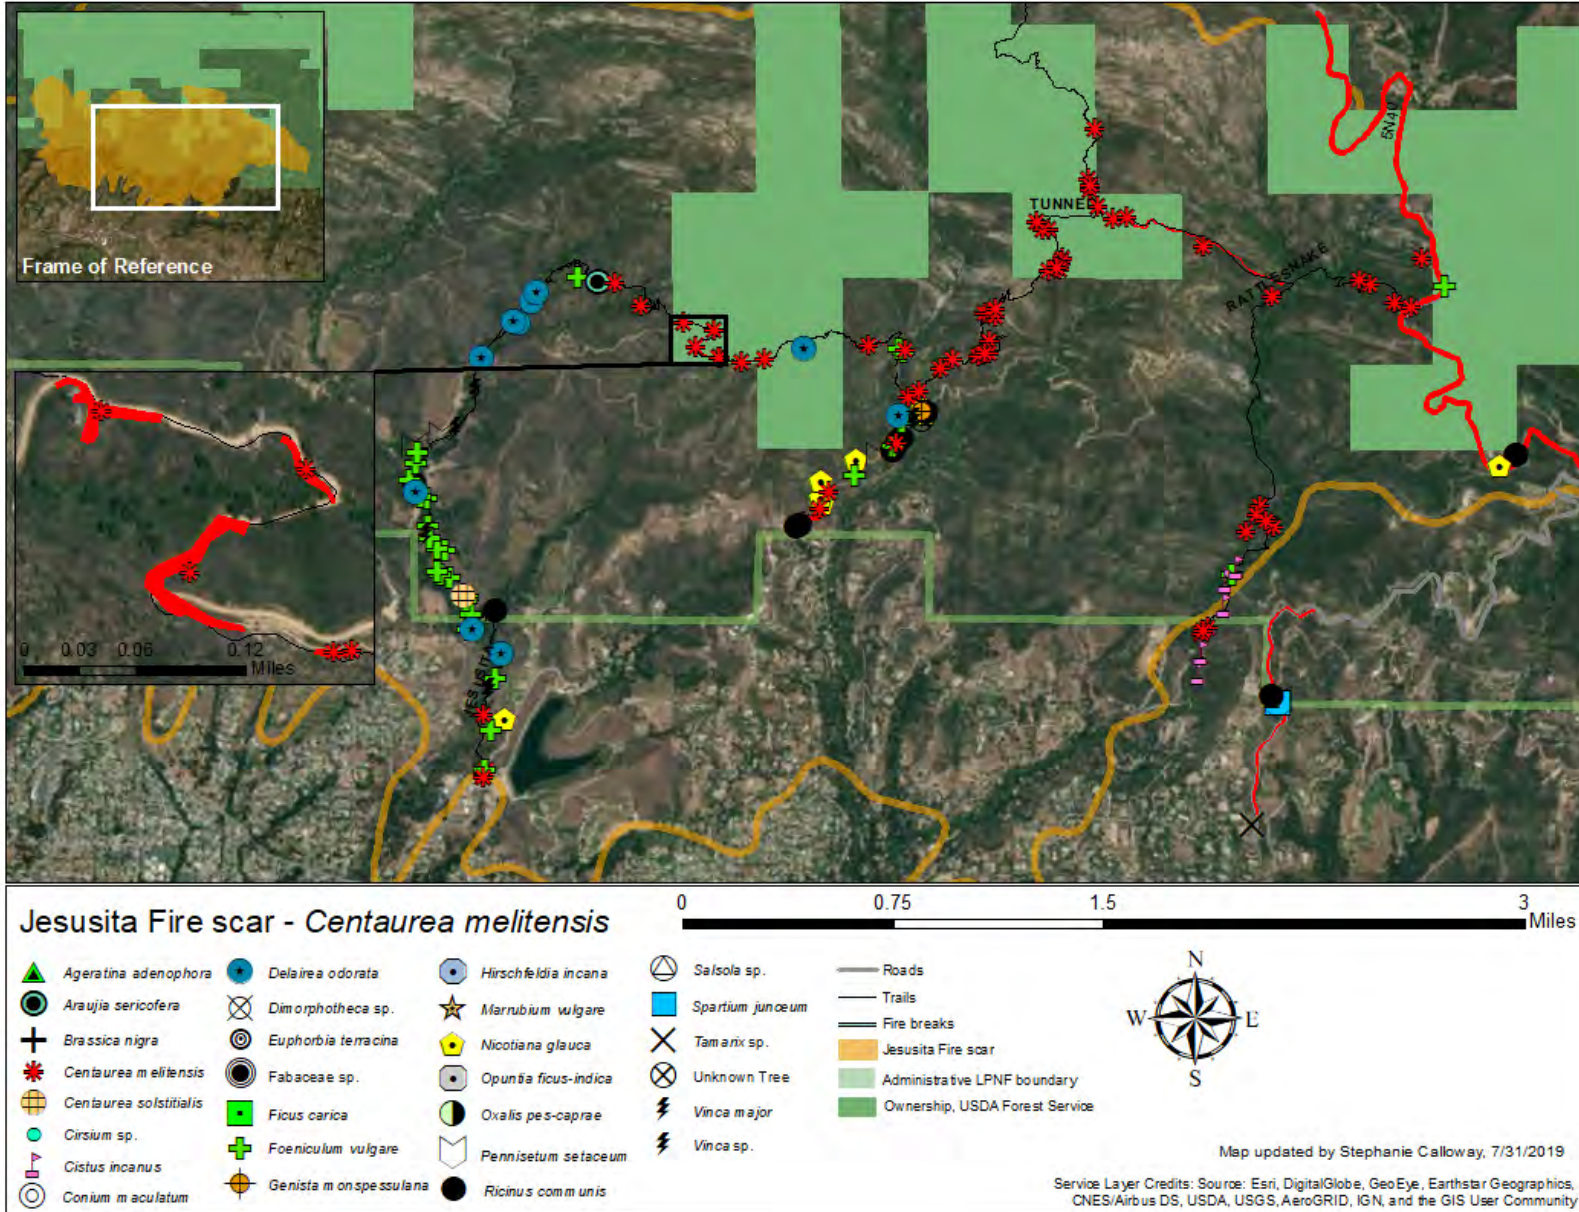 Frame of Reference
TUNNEL
RATTLESNAKE
5N40
JESUSITA
0 0.03 0.06 0.12
Miles
Jesusita Fire scar - Centaurea melitensis
0 0.75 1.5 3
Miles
Ageratina adenophora
Araujia sericofera
Brassica nigra
Centaurea melitensis
Centaurea solstitialis
Cirsium sp.
Cistus incanus
Conium maculatum
Delairea odorata
Dimorphotheca sp.
Euphorbia terracina
Fabaceae sp.
Ficus carica
Foeniculum vulgare
Genista monspessulana
Hirschfeldia incana
Marrubium vulgare
Nicotiana glauca
Opuntia ficus-indica
Oxalis pes-caprae
Pennisetum setaceum
Ricinus communis
Salsola sp.
Spartium junceum
Tamarix sp.
Unknown Tree
Vinca major
Vinca sp.
Roads
Trails
Fire breaks
Jesusita Fire scar
Administrative LPNF boundary
Ownership, USDA Forest Service
N
W E
S
Map updated by Stephanie Calloway, 7/31/2019
Service Layer Credits: Source: Esri, DigitalGlobe, GeoEye, Earthstar Geographics,
CNES/Airbus DS, USDA, USGS, AeroGRID, IGN, and the GIS User Community